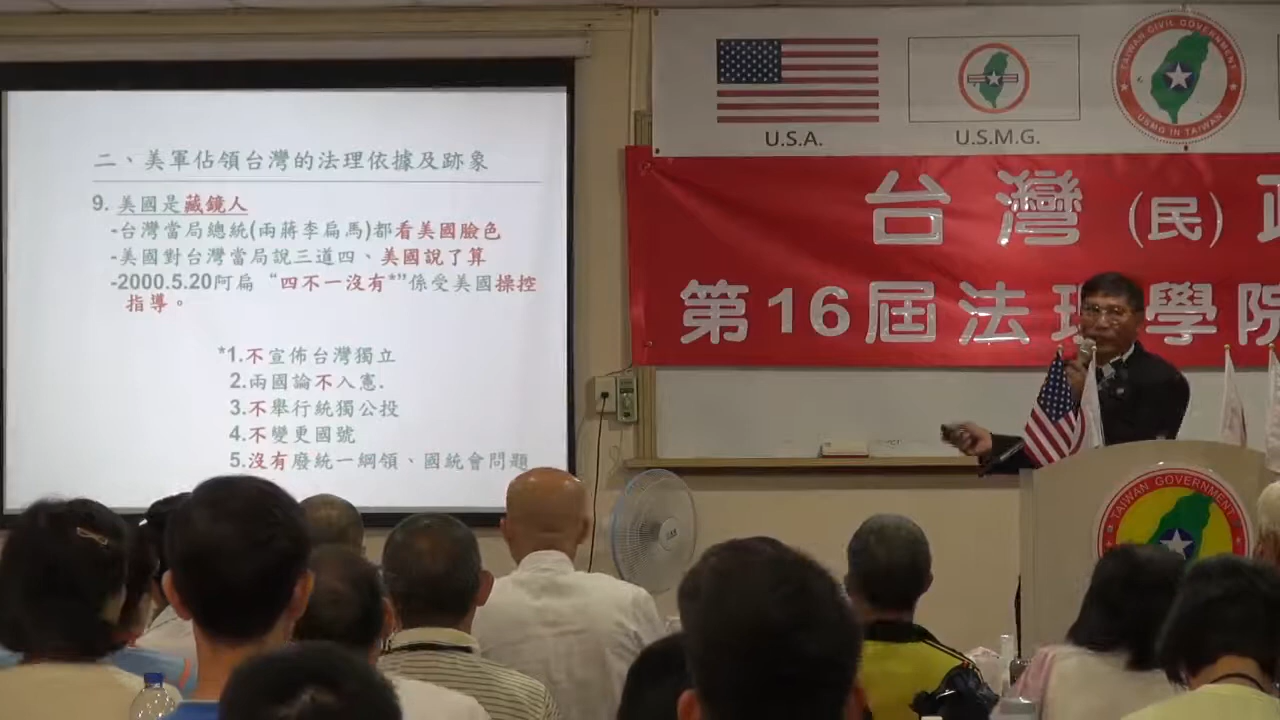 二、美軍佔領台灣的法理依據及跡象
9. 美國是藏鏡人
-台灣當局總統(兩蔣李扁馬)都看美國臉色
-美國對台灣當局說三道四、美國說了算
-2000.5.20阿扁“四不一沒有*”係受美國操控
指導。
*1.不宣佈台灣獨立
2.兩國論不入憲.
3.不舉行統獨公投
4.不變更國號
5.沒有廢統一綱領、國統會問題
U.S.A.
U.S.M.G.
TAIWAN CIVIL GOVERNMENT
USMG IN TAIWAN
台灣(民)政
第16屆法理學院
TAIWAN GOVERNMENT